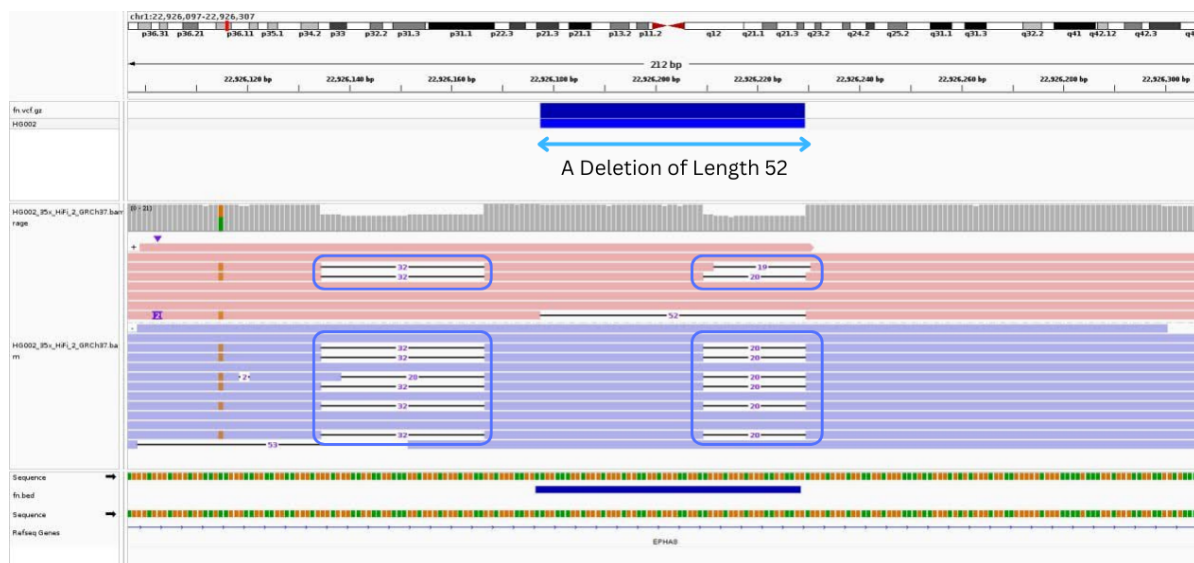 chr1:22,926,097-22,926,307
p36.31 p36.21 p36.11 p35.1 p34.2 p33 p32.2 p31.3 p31.1 p22.3 p21.3 p21.1 p13.2 p11.2 q12 q21.1 q21.3 q23.2 q24.2 q25.2 q31.1 q31.3 q32.2 q41 q42.12 q42.3
212 bp
22,926,120 bp 22,926,140 bp 22,926,160 bp 22,926,180 bp 22,926,200 bp 22,926,220 bp 22,926,240 bp 22,926,260 bp 22,926,280 bp 22,926,300 bp
fn.vcf.gz
HG002
A Deletion of Length 52
HG002_35x_HiFi_2_GRCh37.bam
rage
[0 - 21]
+
32 19
32 20
52
-
HG002_35x_HiFi_2_GRCh37.ba
m
32 20
32 20
2 20 20
32 20
32 20
32 20
53
Sequence
fn.bed
Sequence
Refseq Genes
EPHA8